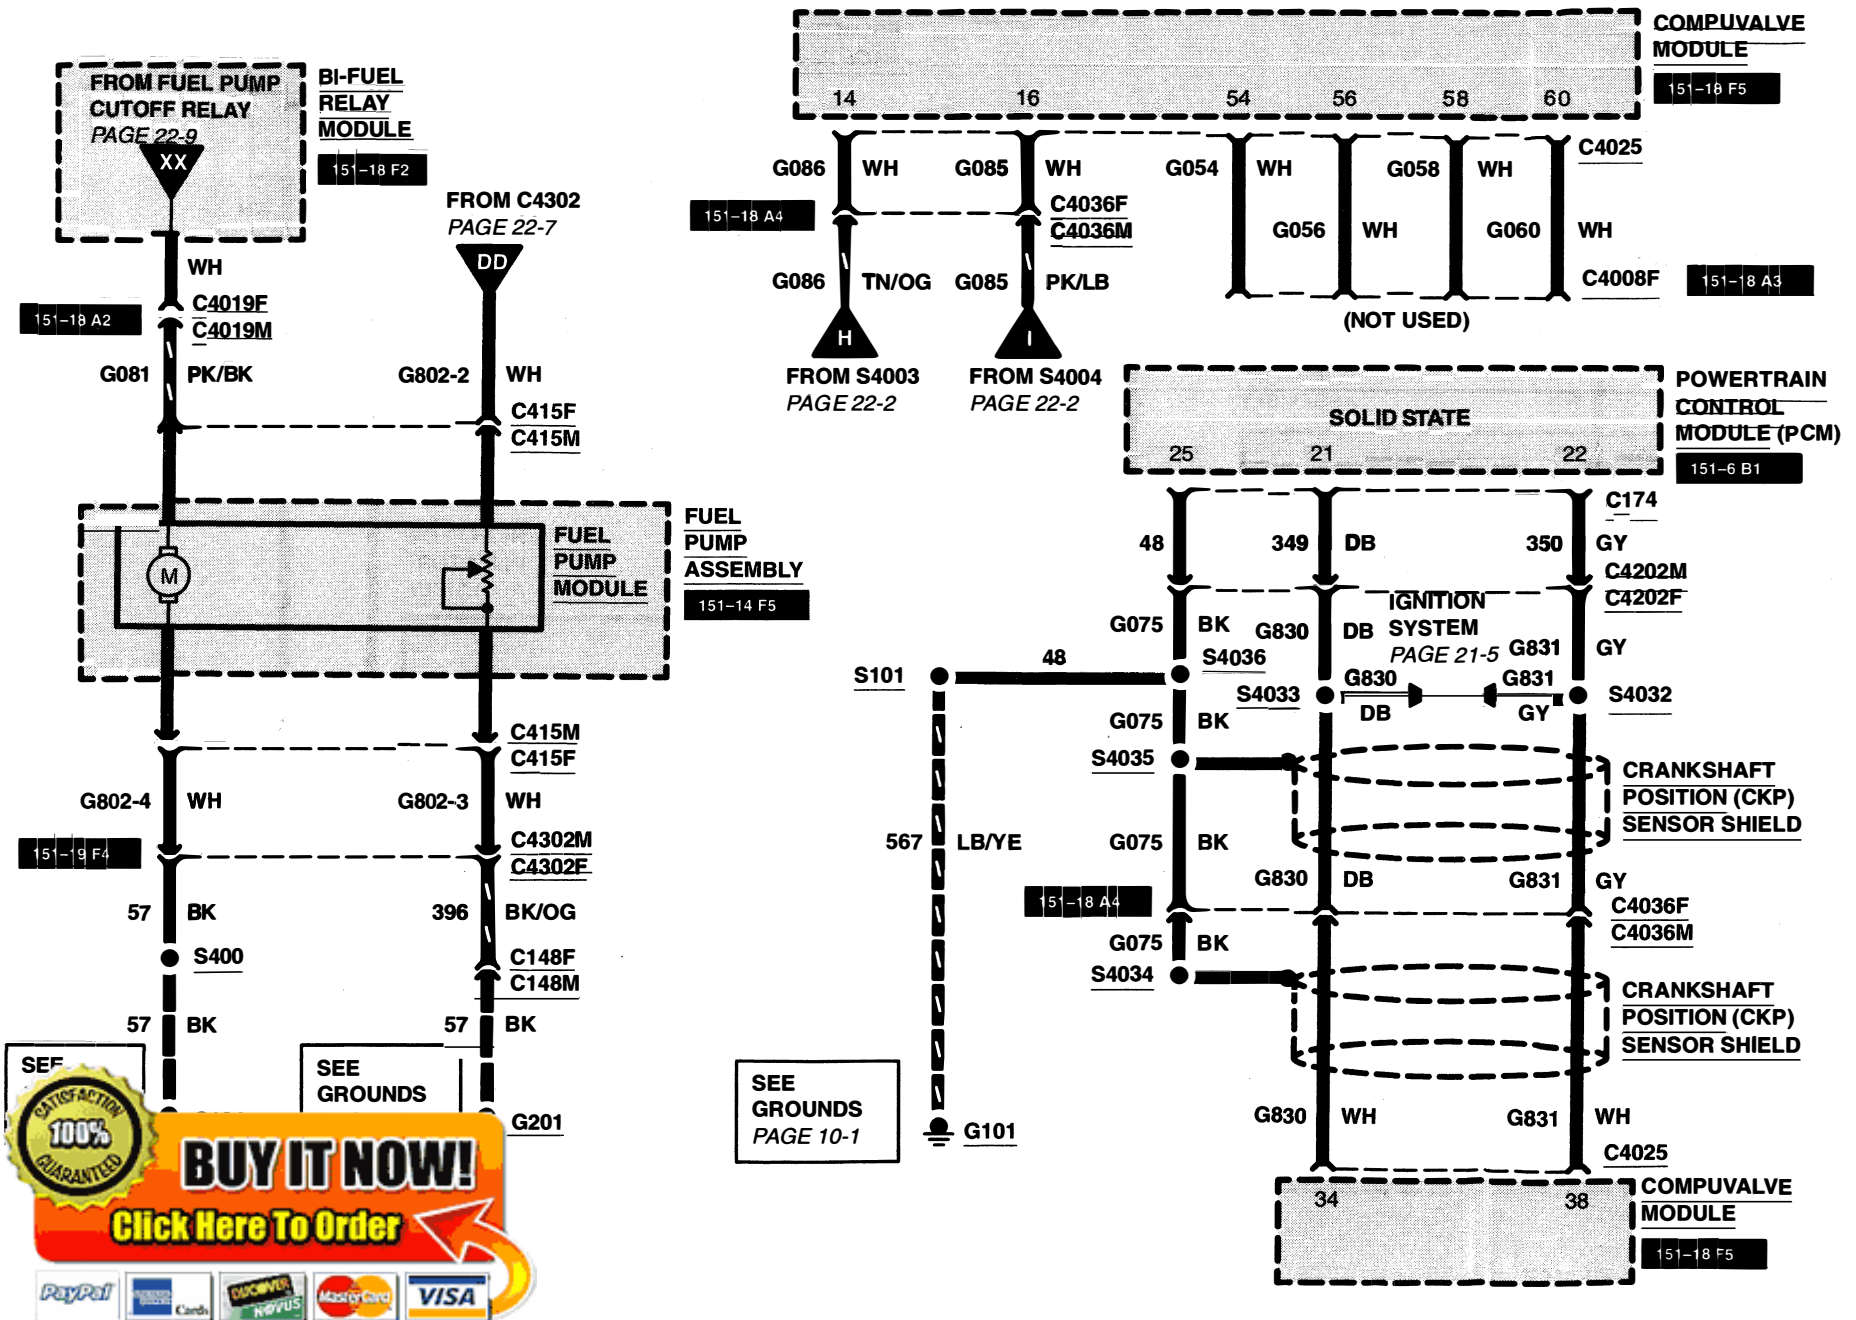 FROM FUEL PUMP
CUTOFF RELAY
PAGE 22-9
XX
BI-FUEL
RELAY
MODULE
151-18 F2
FROM C4302
PAGE 22-7
DD
WH
C4019F
C4019M
151-18 A2
G081 PK/BK
G802-2 WH
C415F
C415M
FUEL
PUMP
MODULE
M
FUEL
PUMP
ASSEMBLY
151-14 F5
C415M
C415F
G802-4 WH
G802-3 WH
C4302M
C4302F
151-19 F4
57 BK
396 BK/OG
S400
C148F
C148M
57 BK
57 BK
SEE
SEE
GROUNDS
G201
COMPUVALVE
MODULE
151-18 F5
14 16 54 56 58 60
C4025
G086 WH
G085 WH
G054 WH
G058 WH
C4036F
C4036M
151-18 A4
G056 WH
G060 WH
G086 TN/OG
G085 PK/LB
C4008F
151-18 A3
(NOT USED)
H
I
FROM S4003
PAGE 22-2
FROM S4004
PAGE 22-2
POWERTRAIN
CONTROL
MODULE (PCM)
151-6 B1
SOLID STATE
25 21 22
C174
48
349 DB
350 GY
C4202M
C4202F
IGNITION
SYSTEM
PAGE 21-5
G075 BK
G830 DB
G831 GY
S101
48
S4036
S4033
G830
DB
G831
GY
S4032
G075 BK
S4035
CRANKSHAFT
POSITION (CKP)
SENSOR SHIELD
567 LB/YE
G075 BK
G830 DB
G831 GY
151-18 A4
C4036F
C4036M
G075 BK
S4034
CRANKSHAFT
POSITION (CKP)
SENSOR SHIELD
SEE
GROUNDS
PAGE 10-1
G101
G830 WH
G831 WH
C4025
34 38
COMPUVALVE
MODULE
151-18 F5
SATISFACTION
100%
GUARANTEED
BUY IT NOW!
Click Here To Order
PayPal
Cards
DISCOVER
NOVUS
MasterCard
VISA